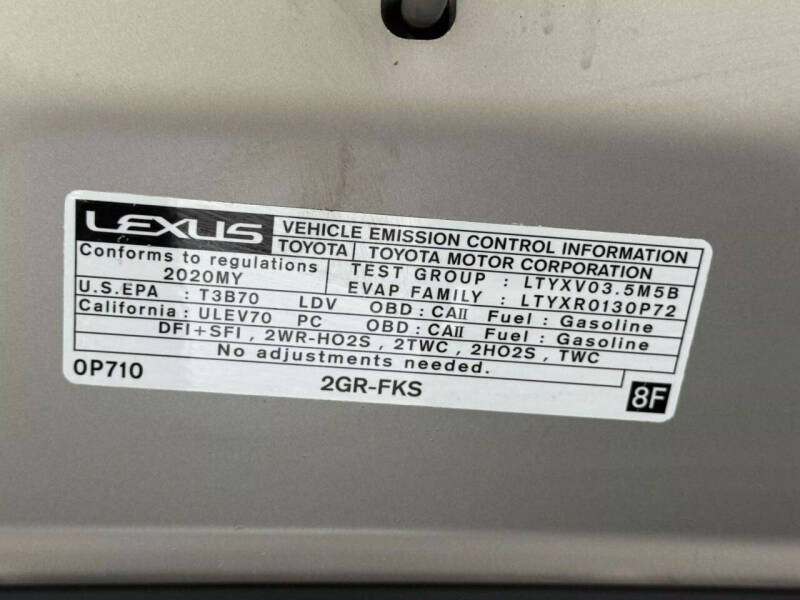 LEXUS VEHICLE EMISSION CONTROL INFORMATION
TOYOTA TOYOTA MOTOR CORPORATION
Conforms to regulations TEST GROUP : LTYXV03.5M5B
2020MY EVAP FAMILY : LTYXR0130P72
U.S.EPA : T3B70 LDV OBD : CAII Fuel : Gasoline
California : ULEV70 PC OBD : CAII Fuel : Gasoline
DFI+SFI , 2WR-HO2S , 2TWC , 2HO2S , TWC
No adjustments needed.
0P710 2GR-FKS 8F